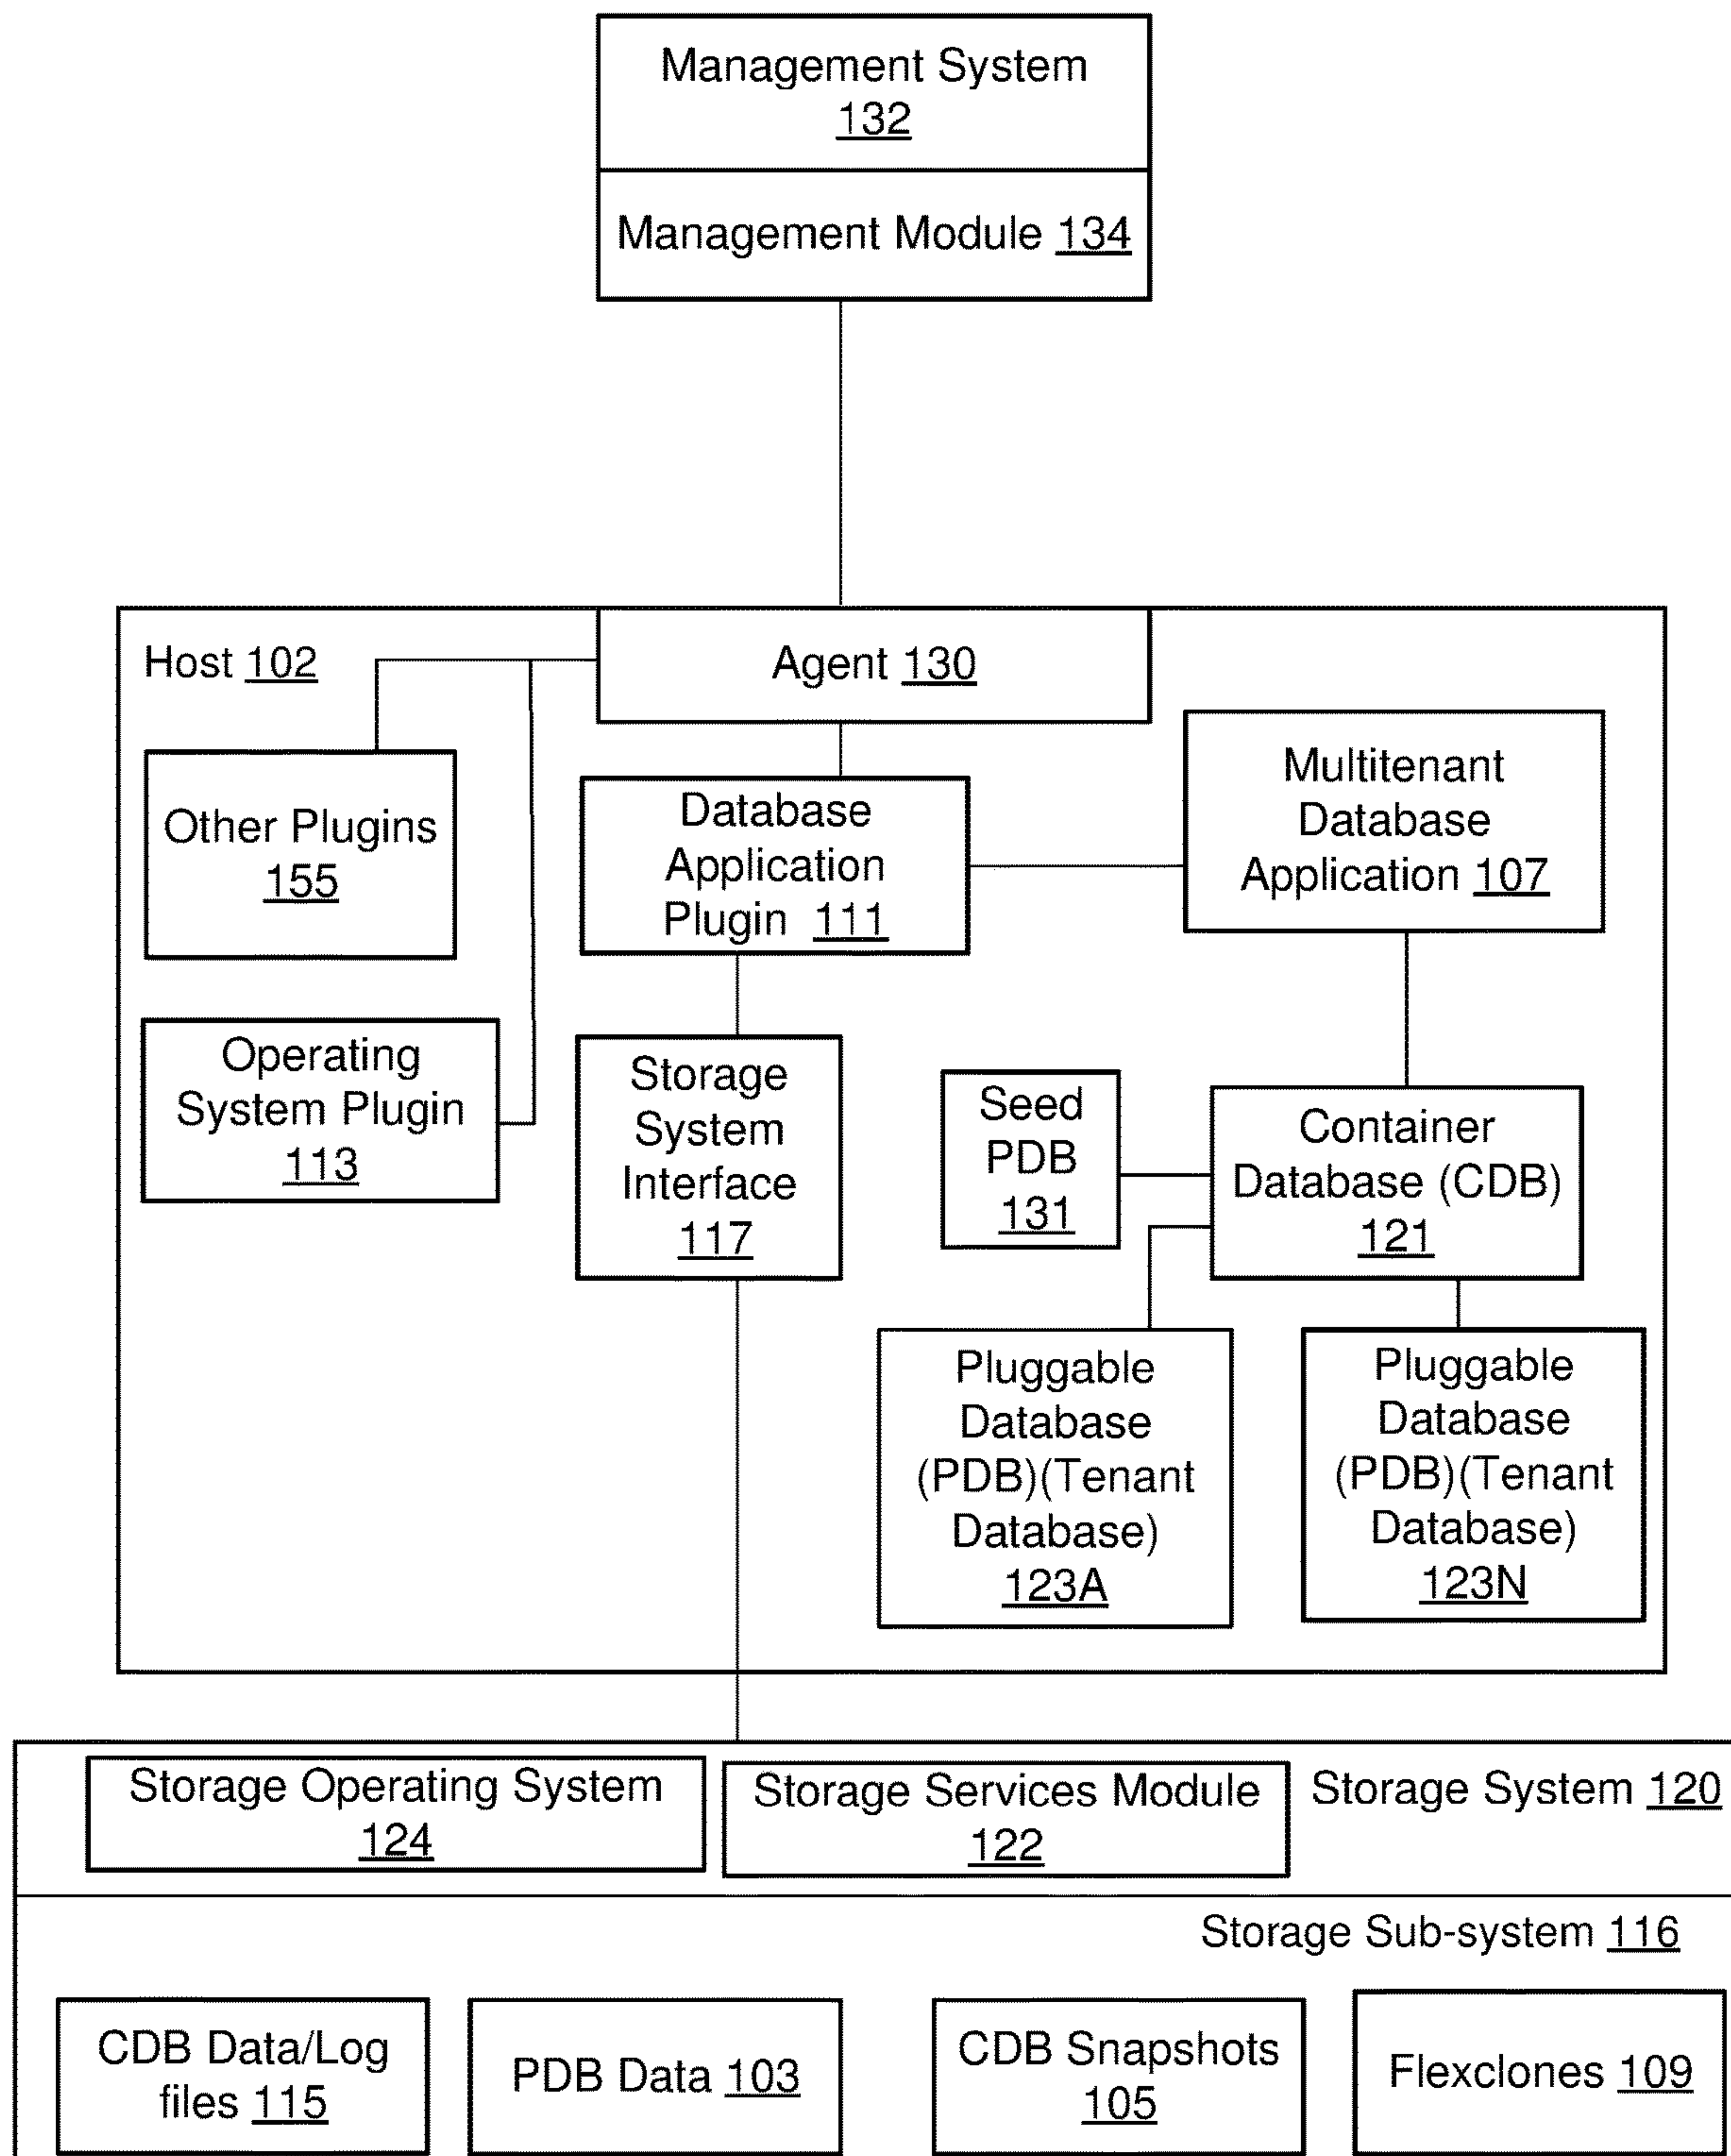 Management System
132
Management Module 134
Host 102
Agent 130
Other Plugins
155
Database
Application
Plugin 111
Multitenant
Database
Application 107
Operating
System Plugin
113
Storage
System
Interface
117
Seed
PDB
131
Container
Database (CDB)
121
Pluggable
Database
(PDB)(Tenant
Database)
123A
Pluggable
Database
(PDB)(Tenant
Database)
123N
Storage Operating System
124
Storage Services Module
122
Storage System 120
Storage Sub-system 116
CDB Data/Log
files 115
PDB Data 103
CDB Snapshots
105
Flexclones 109